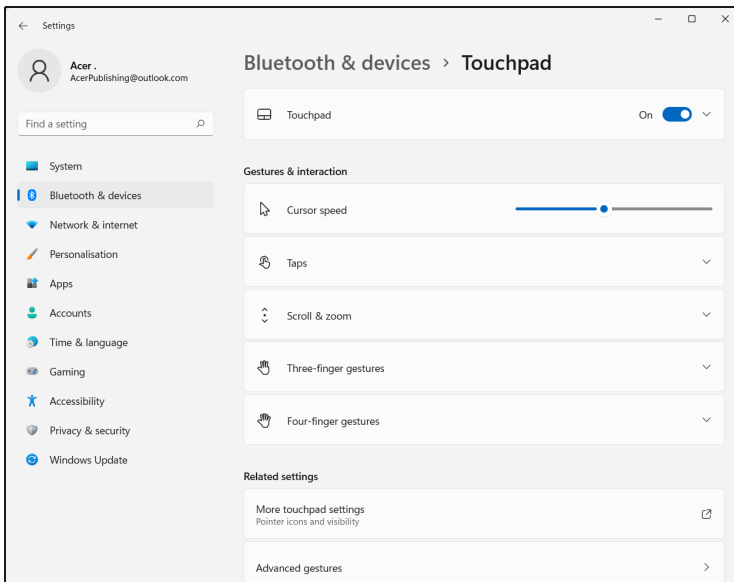 Settings
Acer .
AcerPublishing@outlook.com
Find a setting
System
Bluetooth & devices
Network & internet
Personalisation
Apps
Accounts
Time & language
Gaming
Accessibility
Privacy & security
Windows Update
Bluetooth & devices > Touchpad
Touchpad On
Gestures & interaction
Cursor speed
Taps
Scroll & zoom
Three-finger gestures
Four-finger gestures
Related settings
More touchpad settings
Pointer icons and visibility
Advanced gestures